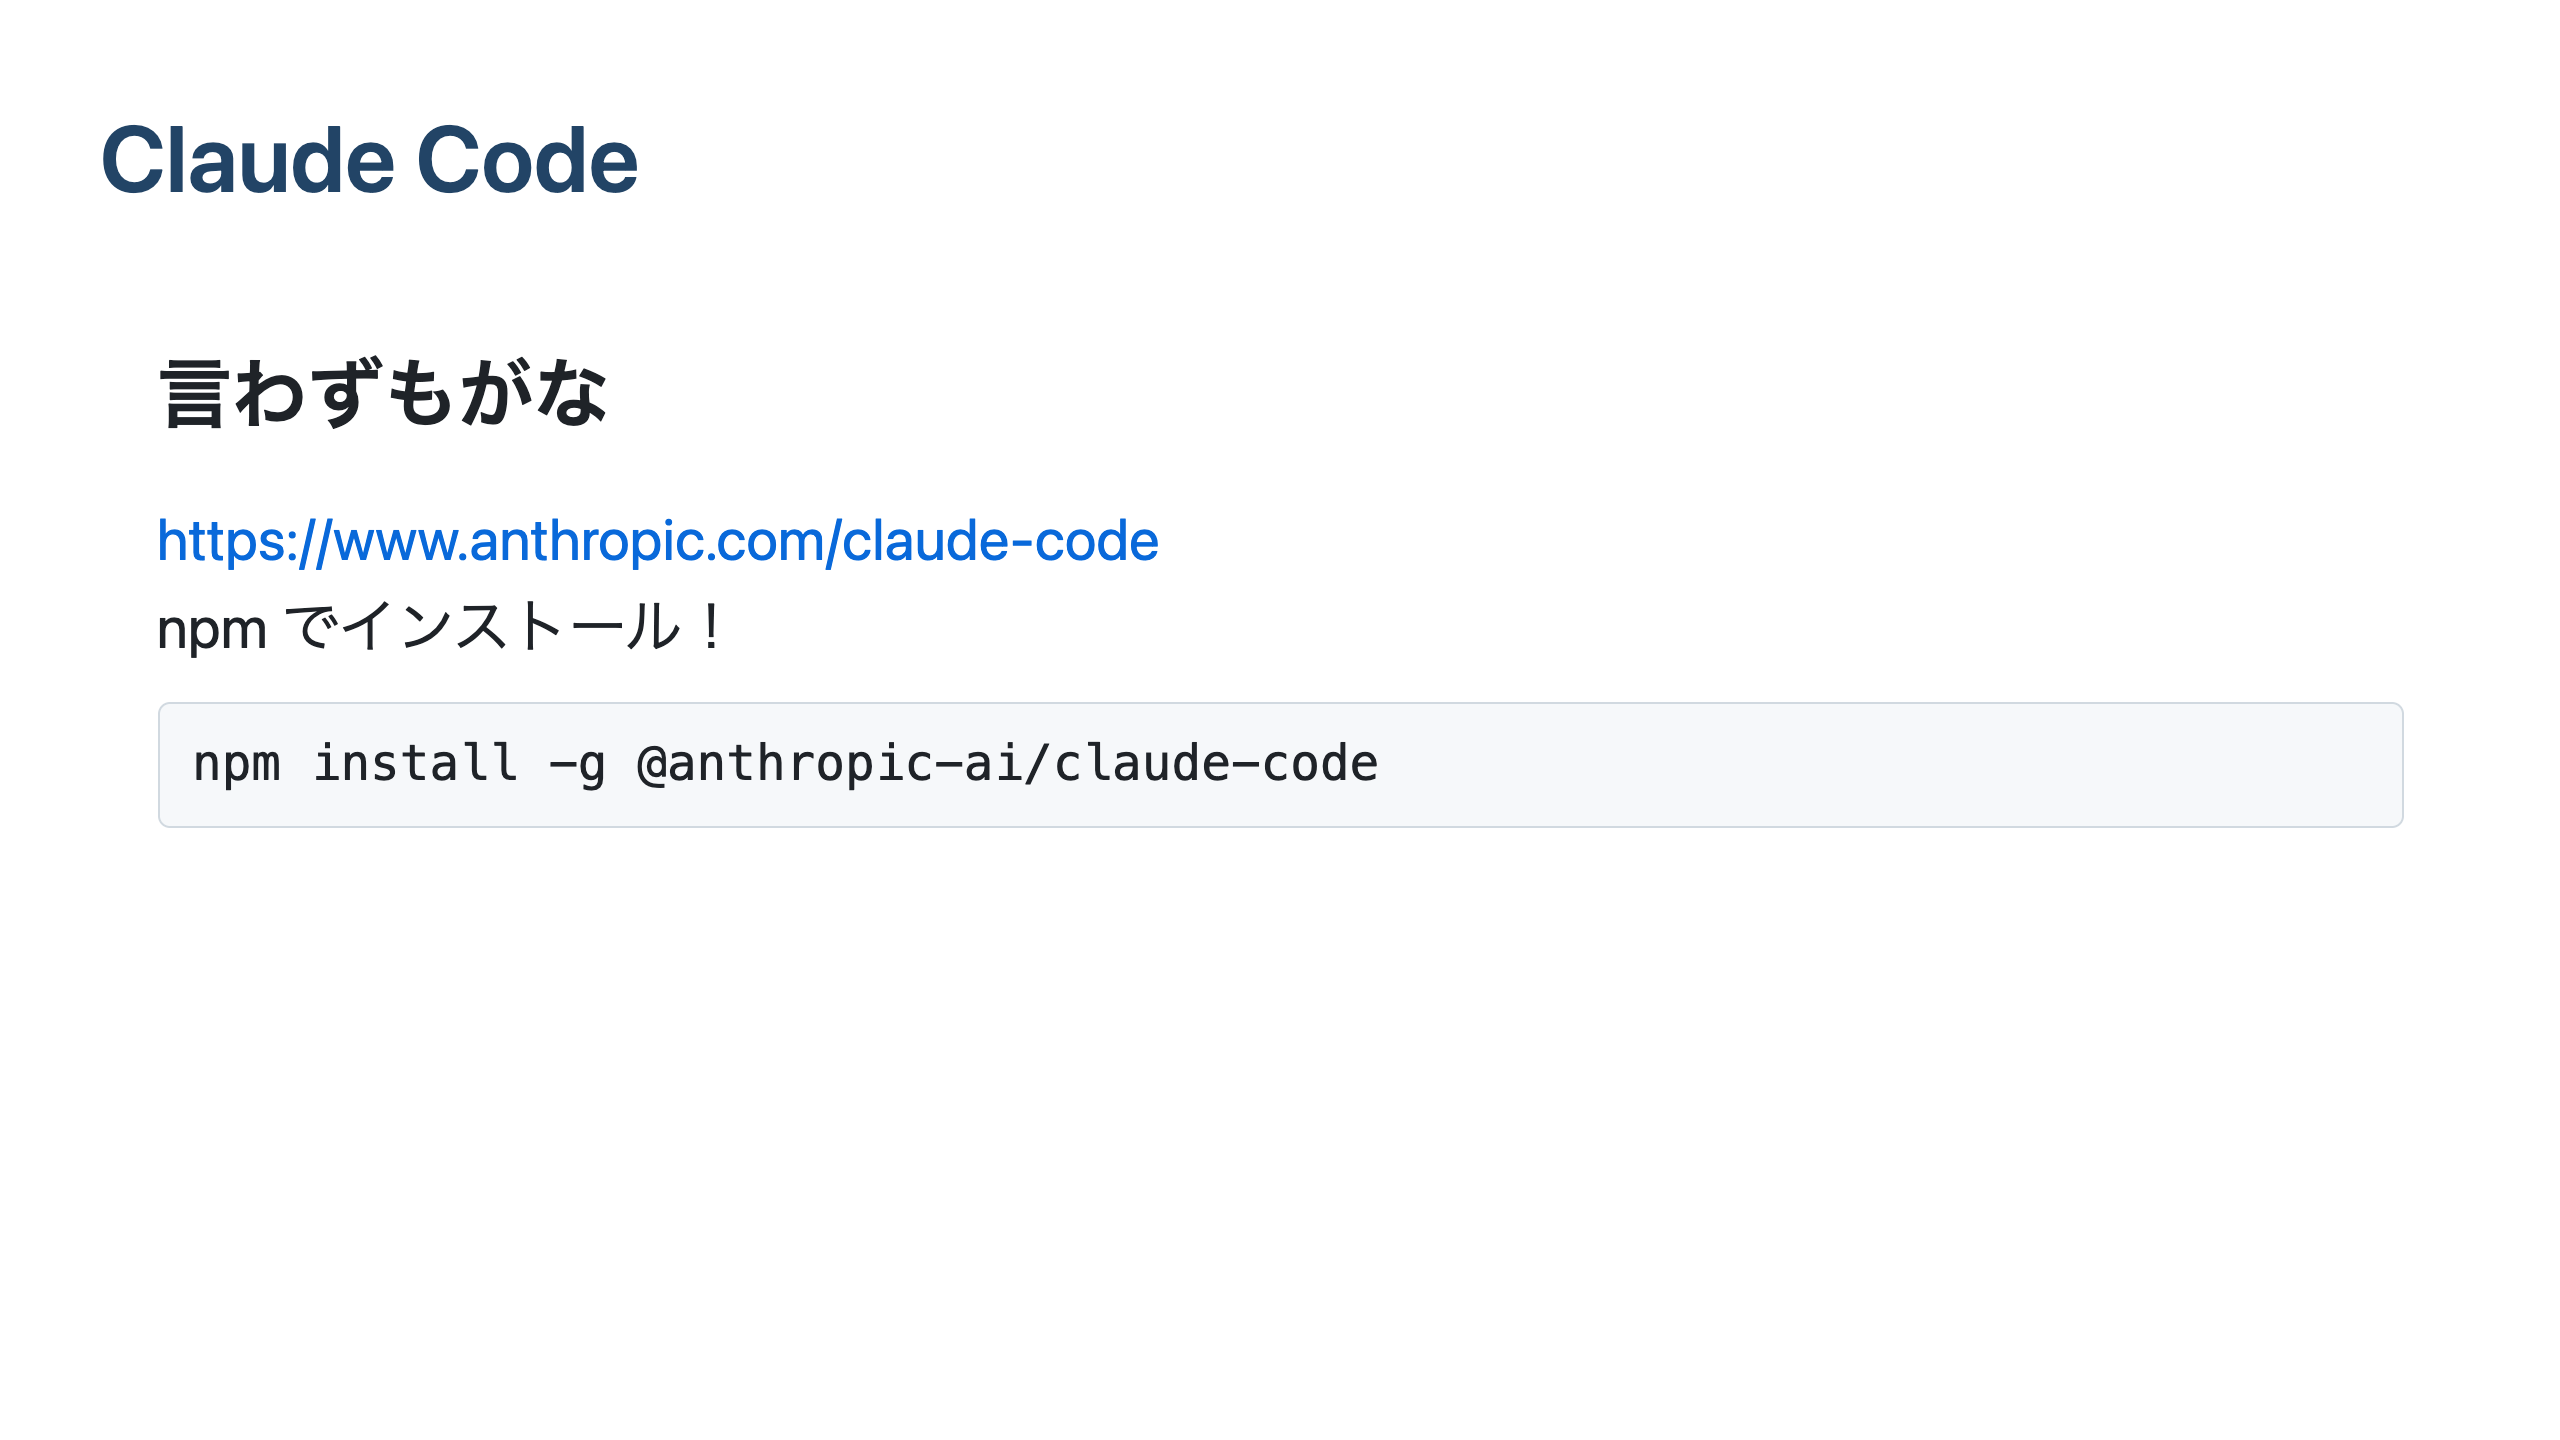 Claude Code
言わずもがな
https://www.anthropic.com/claude-code
npm でインストール！
npm install -g @anthropic-ai/claude-code